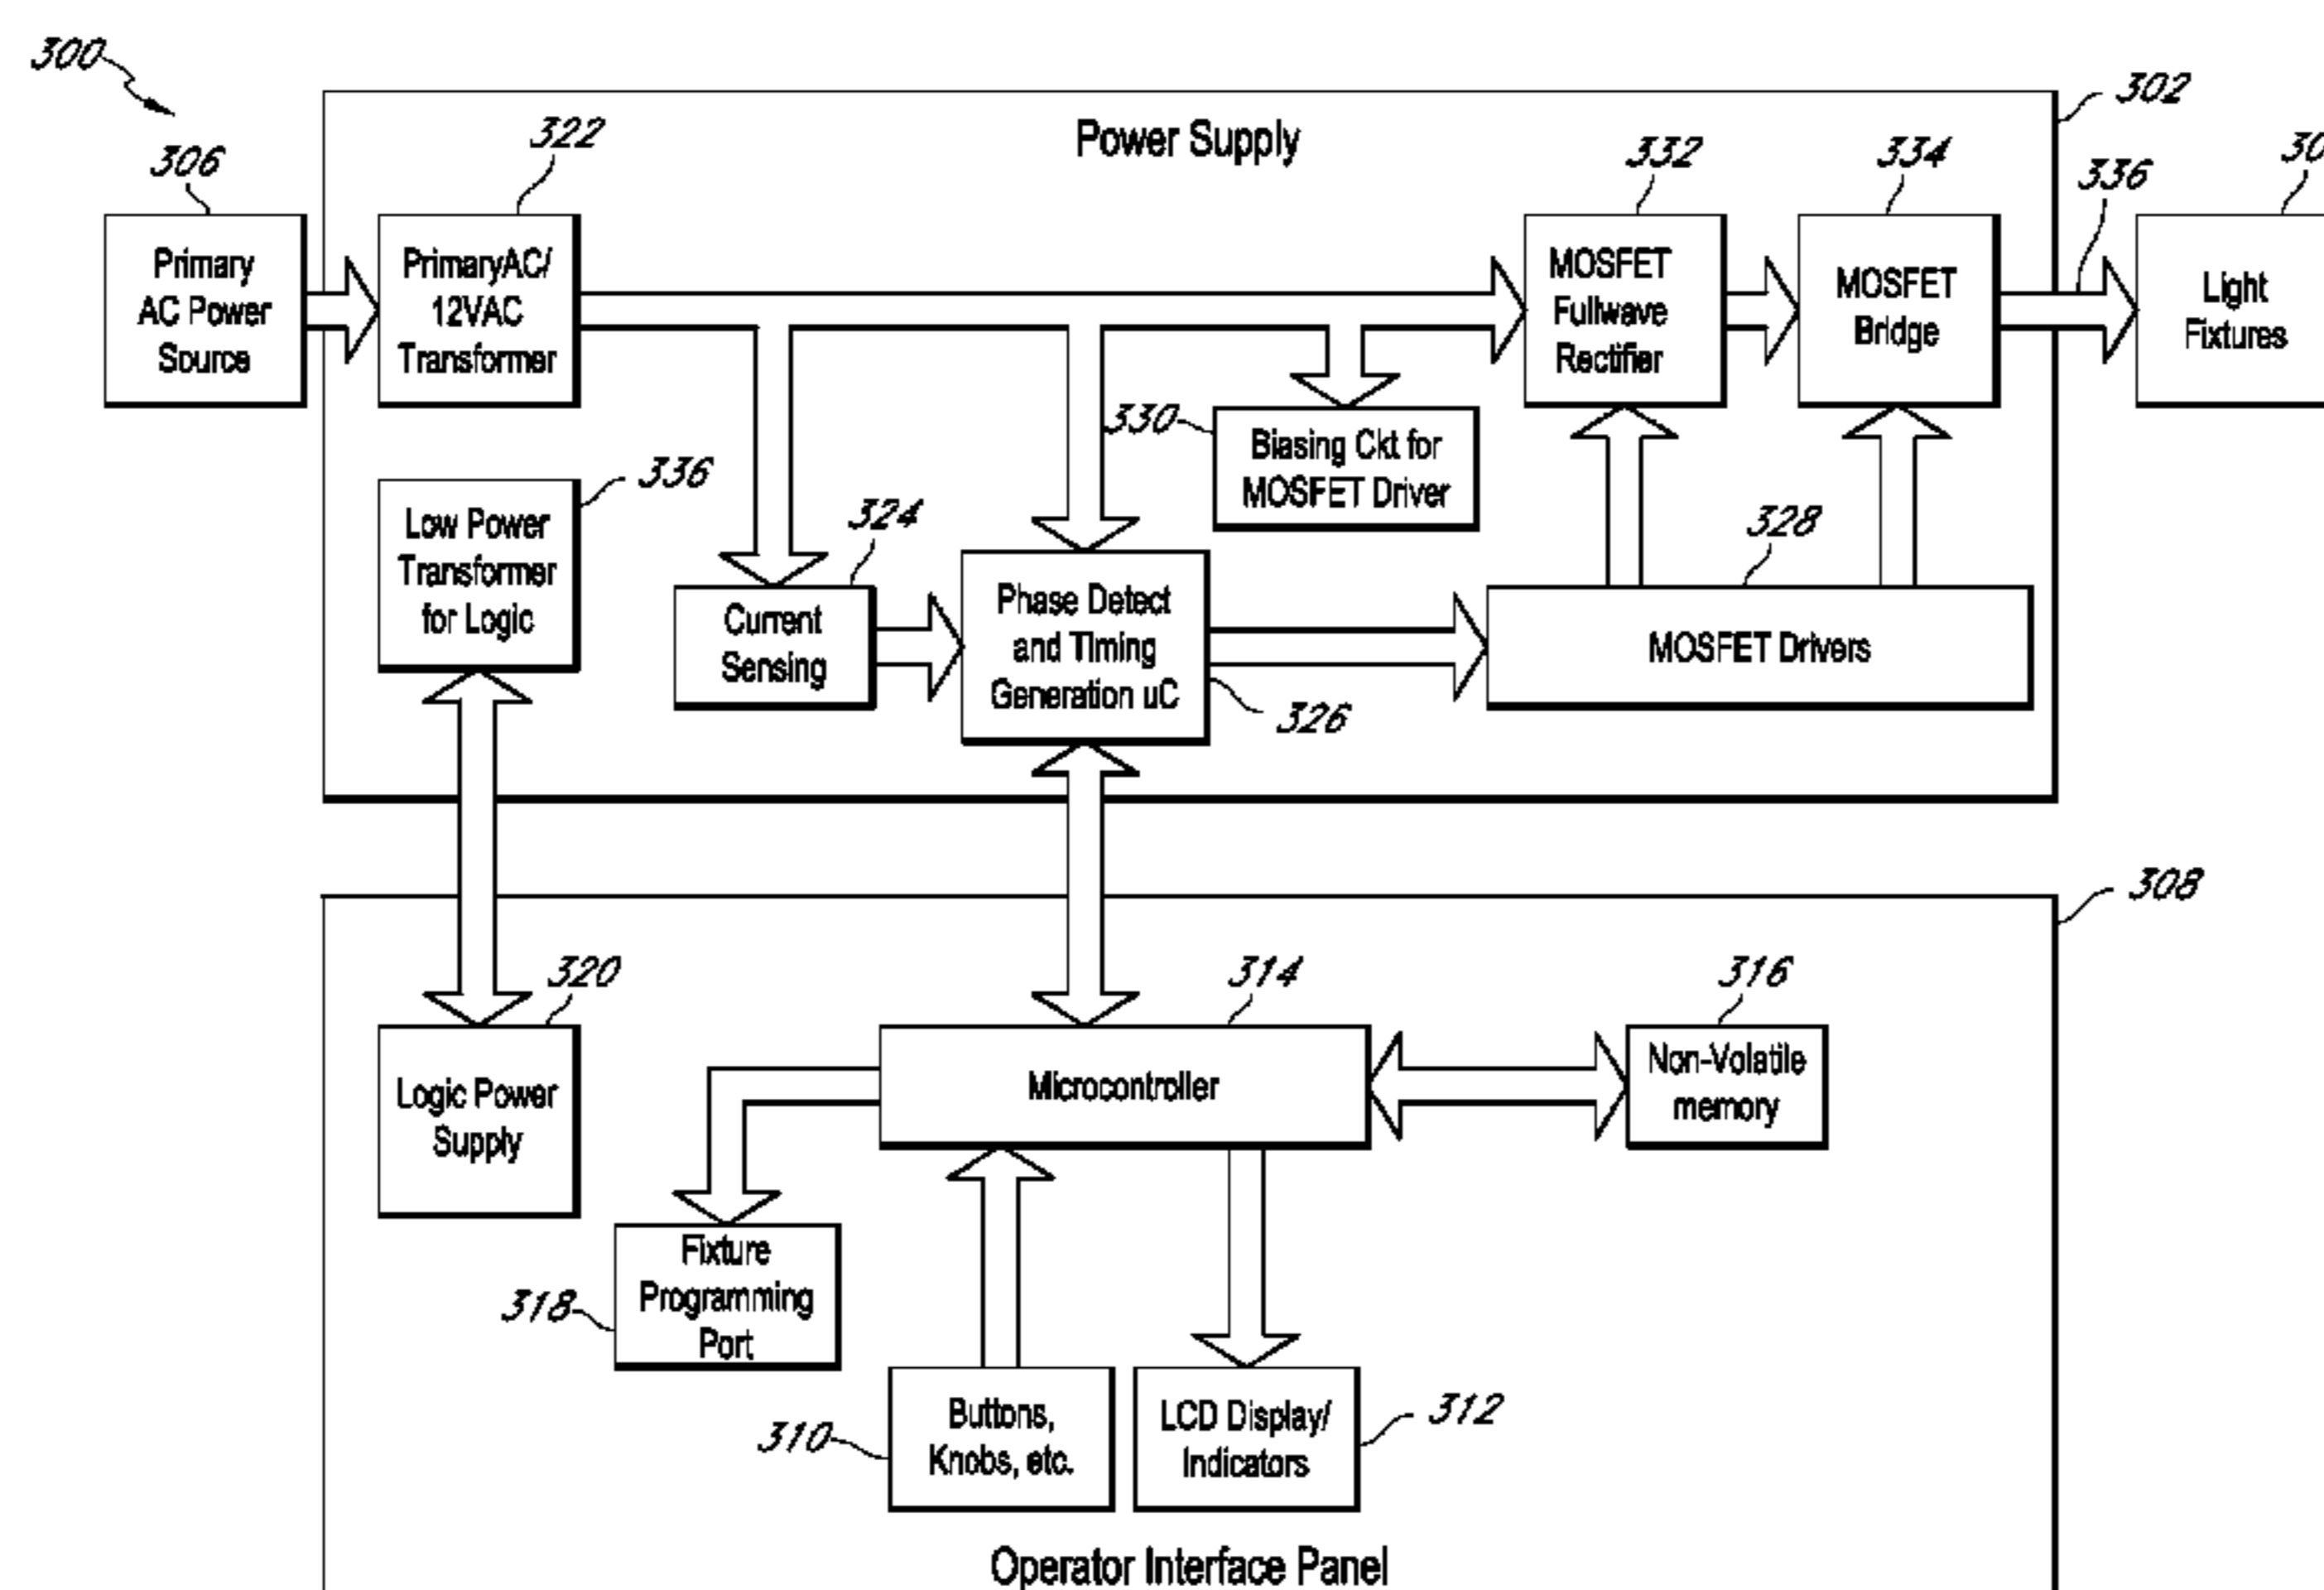 300
302
Power Supply
322
306
332
334
336
30
Primary
AC Power
Source
PrimaryAC/
12VAC
Transformer
MOSFET
Fullwave
Rectifier
MOSFET
Bridge
Light
Fixtures
330
Biasing Ckt for
MOSFET Driver
336
Low Power
Transformer
for Logic
324
Current
Sensing
Phase Detect
and Timing
Generation uC
326
328
MOSFET Drivers
308
320
Logic Power
Supply
314
Microcontroller
316
Non-Volatile
memory
318
Fixture
Programming
Port
310
Buttons,
Knobs, etc.
LCD Display/
Indicators
312
Operator Interface Panel